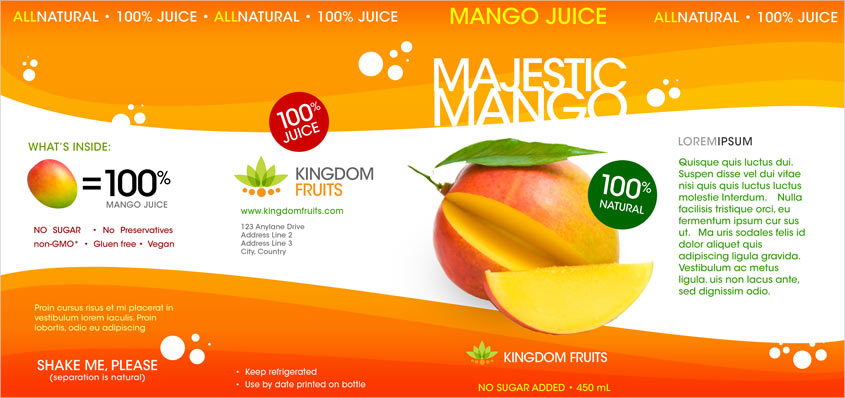 ALLNATURAL • 100% JUICE • ALLNATURAL • 100% JUICE
WHAT'S INSIDE:
=100%
MANGO JUICE
NO SUGAR • No Preservatives
non-GMO* • Gluen free • Vegan
Proin cursus risus et mi placerat in
vestibulum lorem iaculis. Proin
lobortis, odio eu adipiscing
SHAKE ME, PLEASE
(separation is natural)
100%
JUICE
KINGDOM
FRUITS
www.kingdomfruits.com
123 Anylane Drive
Address Line 2
Address Line 3
City, Country
• Keep refrigerated
• Use by date printed on bottle
MANGO JUICE
MAJESTIC
MANGO
100%
NATURAL
KINGDOM FRUITS
NO SUGAR ADDED • 450 mL
ALLNATURAL • 100% JUICE
LOREMIPSUM
Quisque quis luctus dui.
Suspen disse vel dui vitae
nisi quis quis luctus luctus
molestie Interdum. Nulla
facilisis tristique orci, eu
fermentum ipsum cur sus
ut. Ma uris sodales felis id
dolor aliquet quis
adipiscing ligula gravida.
Vestibulum ac metus
ligula. uis non lacus ante,
sed dignissim odio.